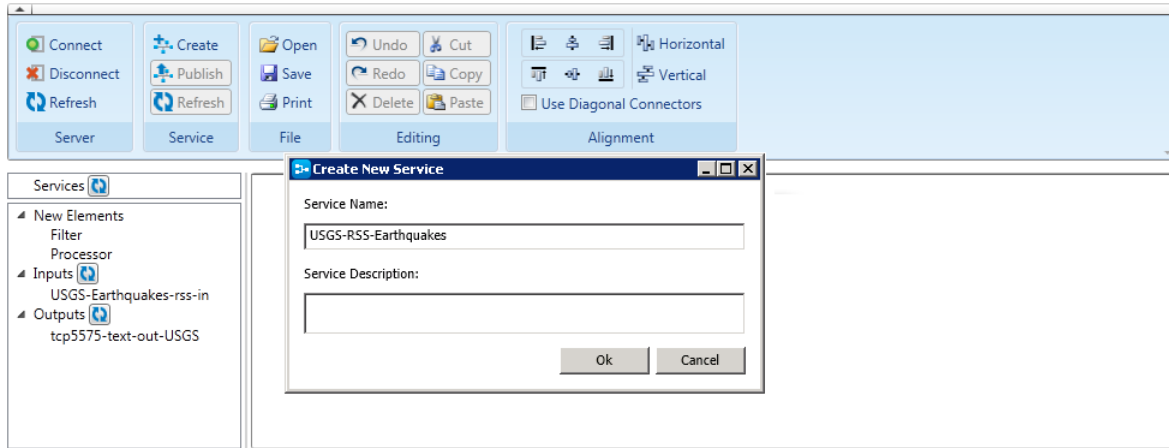 Connect
Disconnect
Refresh
Server
Create
Publish
Refresh
Service
Open
Save
Print
File
Undo Cut
Redo Copy
Delete Paste
Editing
Horizontal
Vertical
Use Diagonal Connectors
Alignment
Services
New Elements
Filter
Processor
Inputs
USGS-Earthquakes-rss-in
Outputs
tcp5575-text-out-USGS
Create New Service
Service Name:
USGS-RSS-Earthquakes
Service Description:
Ok Cancel